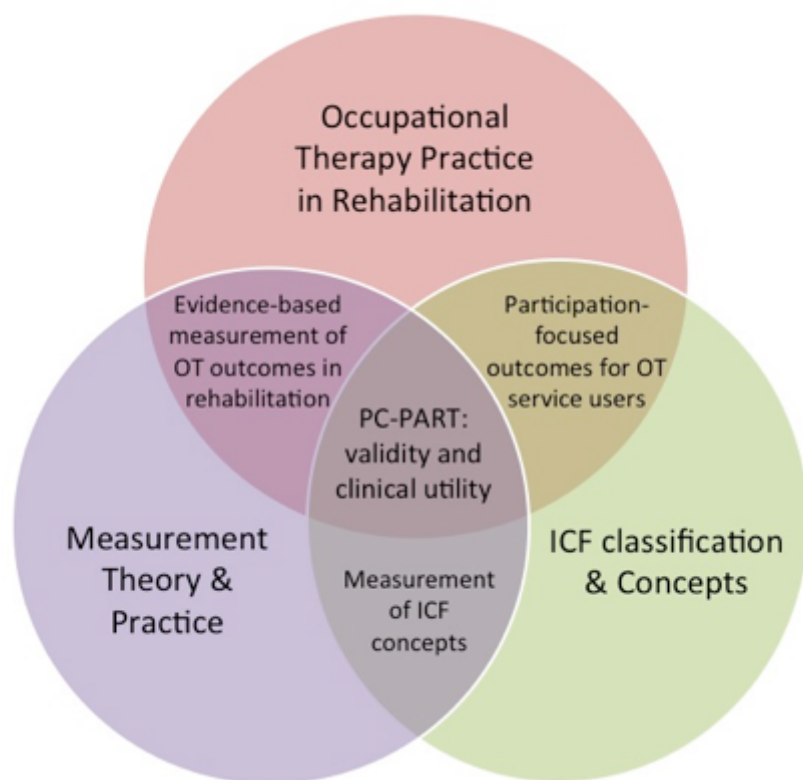 Occupational
Therapy Practice
in Rehabilitation
Evidence-based
measurement of
OT outcomes in
rehabilitation
Participation-
focused
outcomes for OT
service users
PC-PART:
validity and
clinical utility
Measurement
Theory &
Practice
ICF classification
& Concepts
Measurement
of ICF
concepts